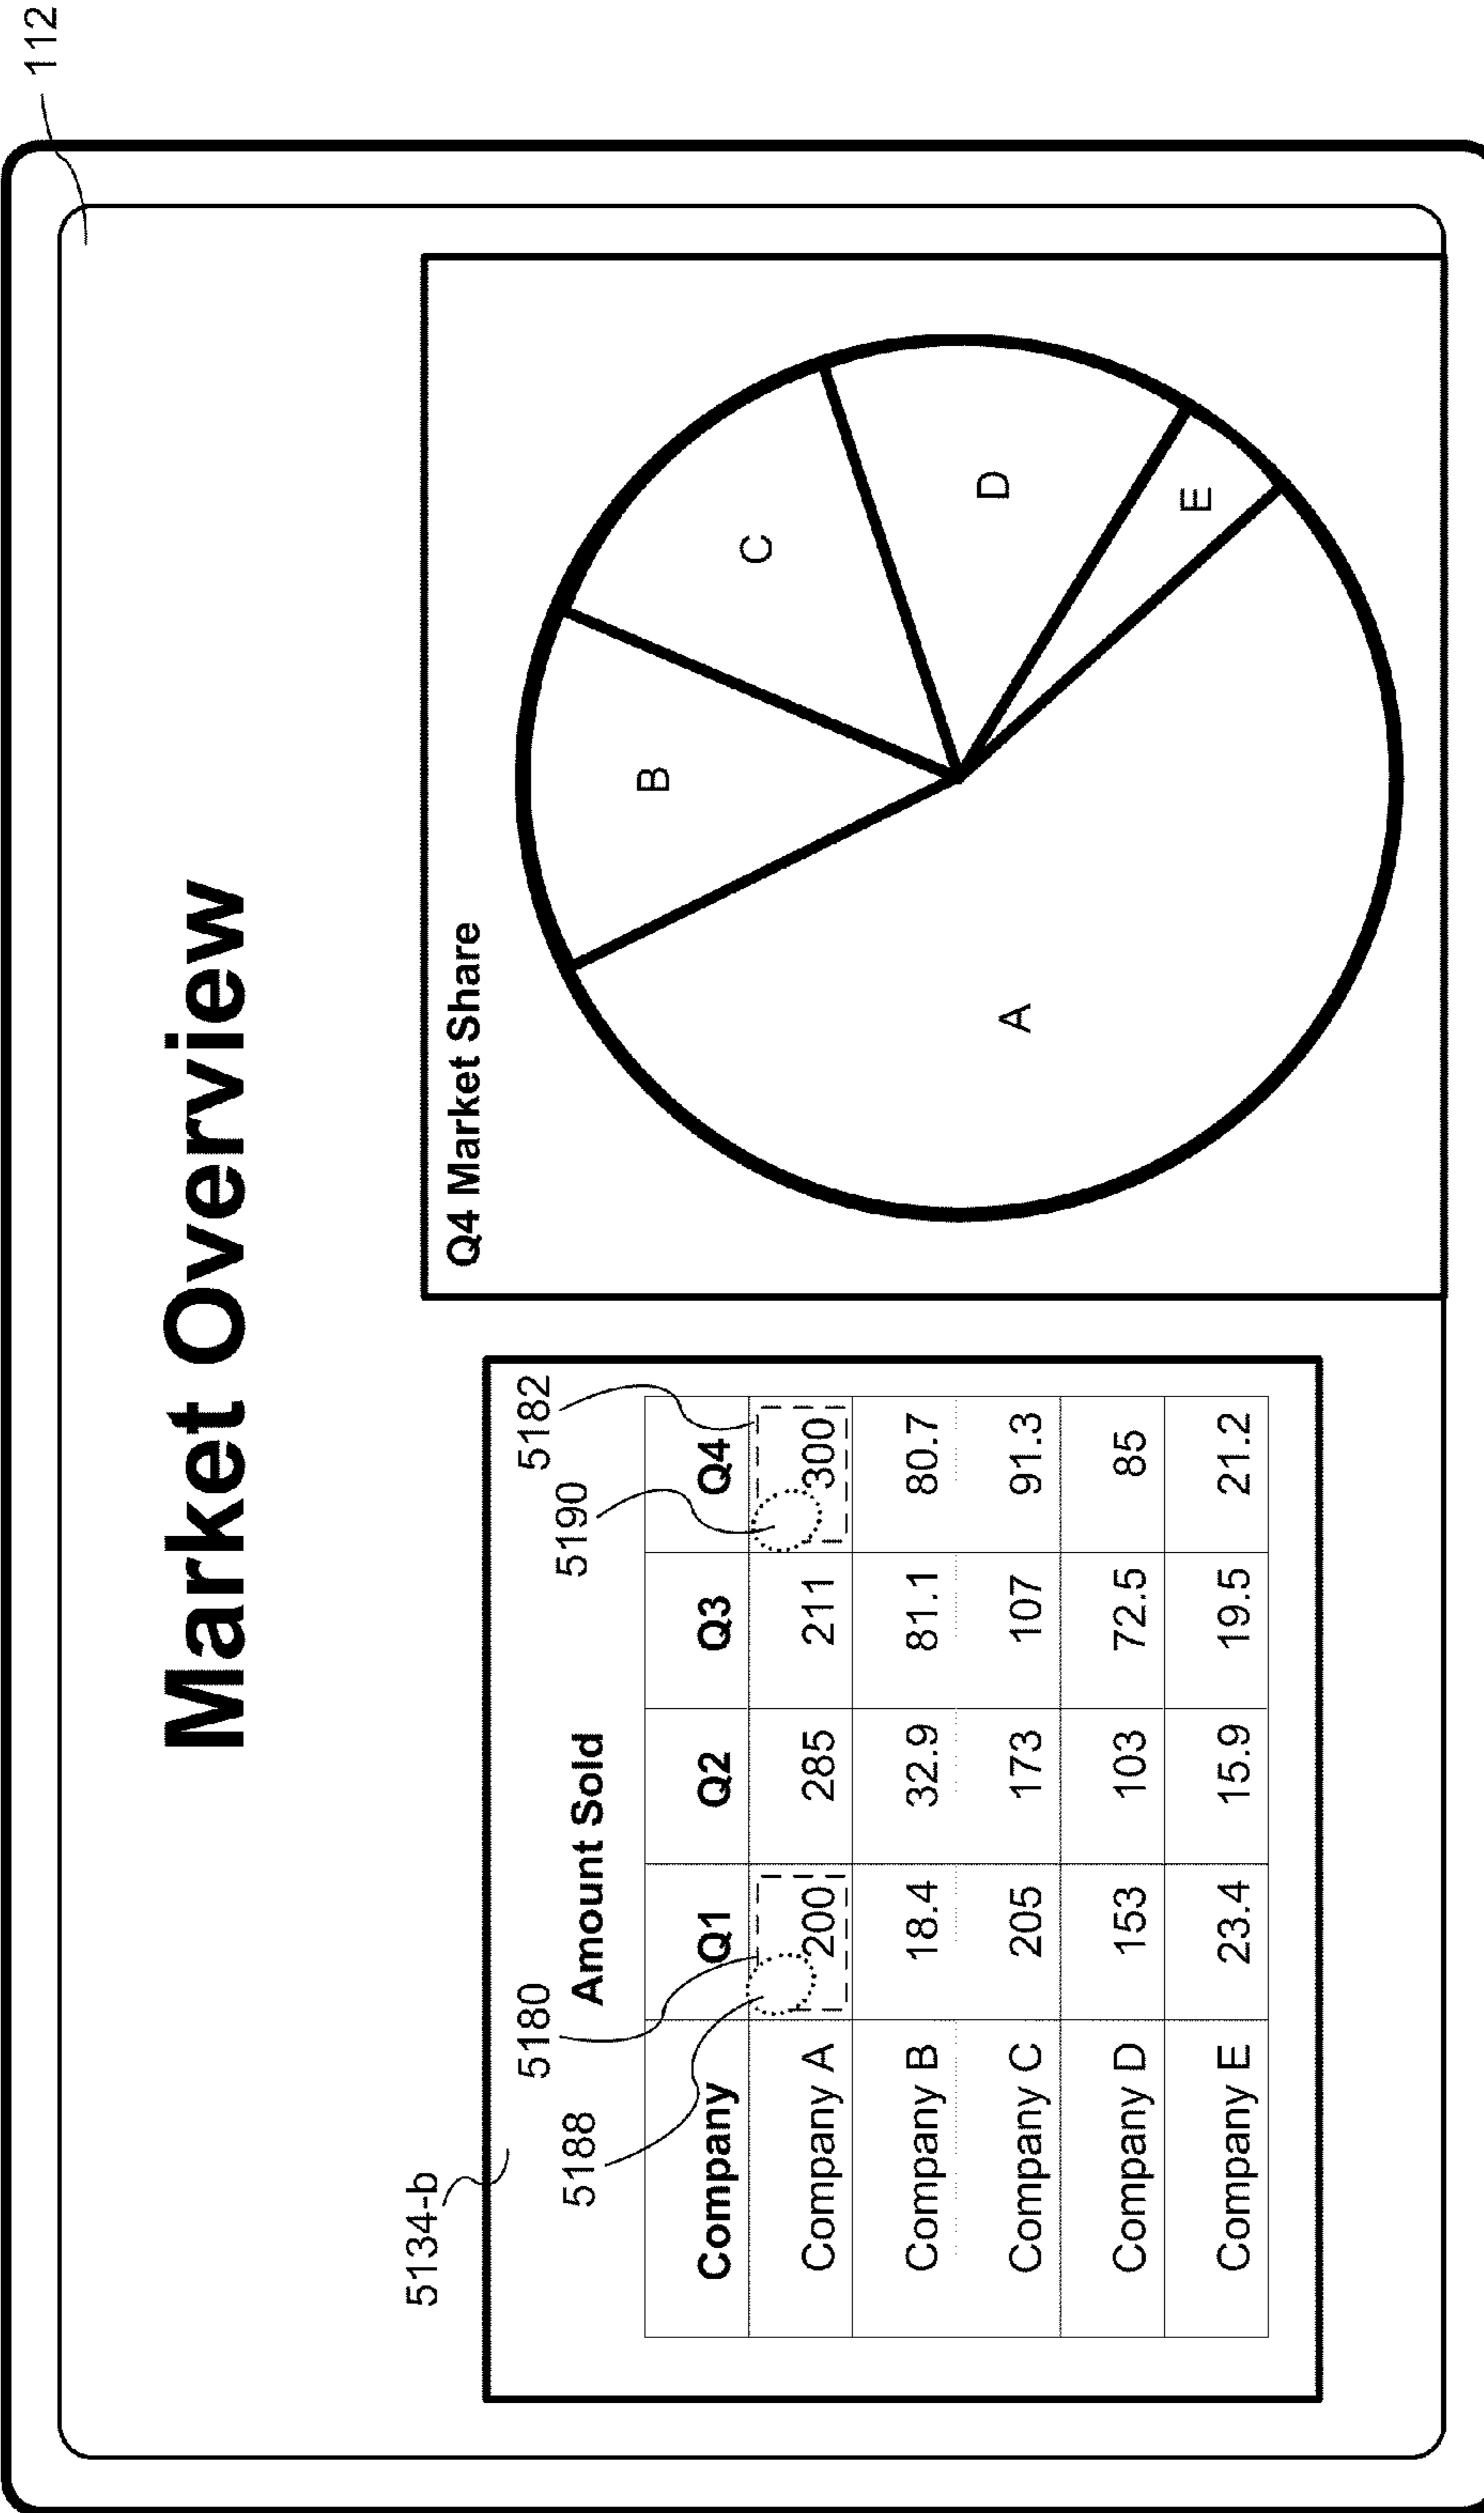 112
Market Overview
5134-b
5188
5180
5190
5182
Amount Sold
Company Q1 Q2 Q3 Q4
Company A 200 285 211 300
Company B 18.4 32.9 81.1 80.7
Company C 205 173 107 91.3
Company D 153 103 72.5 85
Company E 23.4 15.9 19.5 21.2
Q4 Market Share
B
C
D
E
A